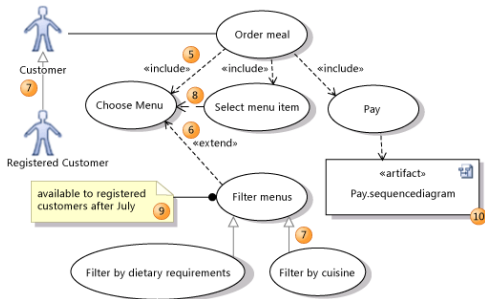 Order meal
5
«include»
«include»
«include»
Customer
7
8
Choose Menu
Select menu item
Pay
6
«extend»
Registered Customer
«artifact»
Pay.sequencediagram
10
available to registered
customers after July
9
Filter menus
7
Filter by dietary requirements
Filter by cuisine